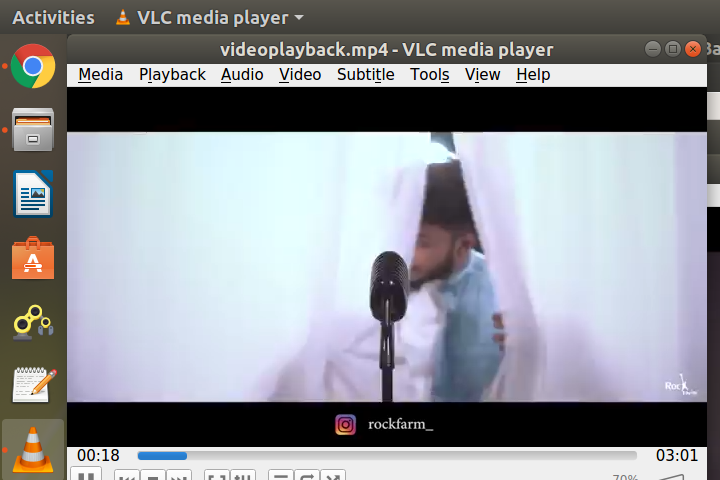 Activities
VLC media player
videoplayback.mp4 - VLC media player
Media Playback Audio Video Subtitle Tools View Help
Rock
rockfarm_
00:18
03:01
70%